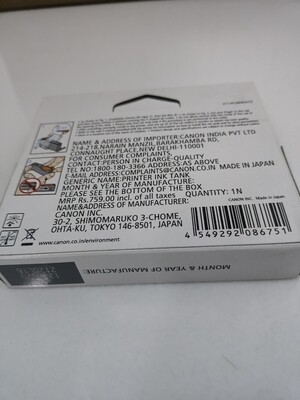 NAME & ADDRESS OF IMPORTER:CANON INDIA PVT LTD
214-218,NARAIN MANZIL,BARAKHAMBA RD,
CONNAUGHT PLACE,NEW DELHI-110001
FOR CONSUMER COMPLAINTS,
CONTACT:PERSON IN CHARGE-QUALITY
TEL NO:1800-180-3366 ADDRESS:AS ABOVE
E-MAIL ADDRESS:COMPLAINTS@CANON.CO.IN MADE IN JAPAN
GENERIC NAME:PRINTER INK TANK
MONTH & YEAR OF MANUFACTURE:
PLEASE SEE THE BOTTOM OF THE BOX
MRP Rs.759.00 incl. of all taxes QUANTITY: 1N
NAME&ADDRESS OF MANUFACTURER:
CANON INC.
30-2, SHIMOMARUKO 3-CHOME,
OHTA-KU, TOKYO 146-8501, JAPAN
www.canon.co.in/environment
CANON INC. Made in Japan
4 549292 086751
MONTH & YEAR OF MANUFACTURE: